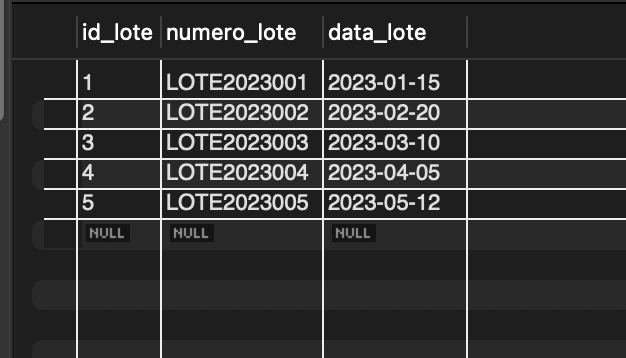 id_lote numero_lote data_lote
1 LOTE2023001 2023-01-15
2 LOTE2023002 2023-02-20
3 LOTE2023003 2023-03-10
4 LOTE2023004 2023-04-05
5 LOTE2023005 2023-05-12
NULL NULL NULL